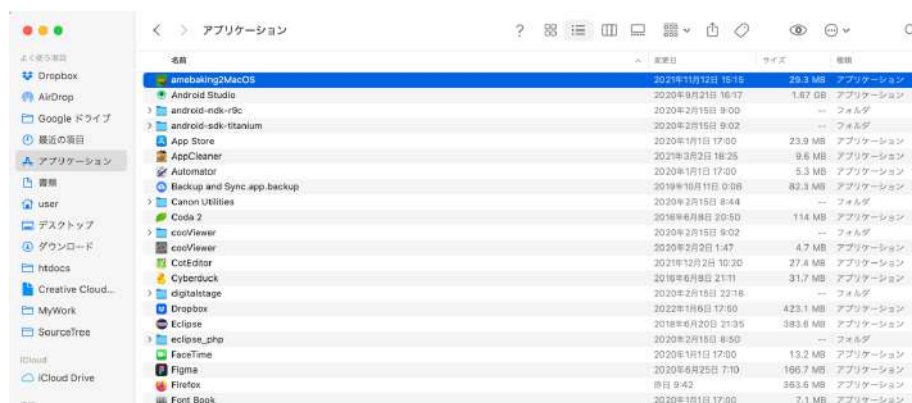 アプリケーション
よく使う項目
Dropbox
AirDrop
Google ドライブ
最近の項目
アプリケーション
書類
user
デスクトップ
ダウンロード
htdocs
Creative Cloud...
MyWork
SourceTree
iCloud
iCloud Drive
名前 変更日 サイズ 種類
amebaking2MacOS 2021年11月12日 15:15 29.3 MB アプリケーション
Android Studio 2020年9月21日 16:17 1.67 GB アプリケーション
android-ndk-r9c 2020年2月15日 9:00 -- フォルダ
android-sdk-titanium 2020年2月15日 9:02 -- フォルダ
App Store 2020年1月1日 17:00 23.9 MB アプリケーション
AppCleaner 2021年3月2日 18:25 9.6 MB アプリケーション
Automator 2020年1月1日 17:00 5.3 MB アプリケーション
Backup and Sync.app.backup 2019年10月11日 0:08 82.3 MB アプリケーション
Canon Utilities 2020年2月15日 8:44 -- フォルダ
Coda 2 2016年6月8日 20:50 114 MB アプリケーション
cooViewer 2020年2月15日 9:02 -- フォルダ
cooViewer 2020年2月2日 1:47 4.7 MB アプリケーション
CotEditor 2021年12月2日 10:20 27.4 MB アプリケーション
Cyberduck 2016年6月8日 21:11 31.7 MB アプリケーション
digitalstage 2020年2月15日 22:18 -- フォルダ
Dropbox 2022年1月6日 17:50 423.1 MB アプリケーション
Eclipse 2018年6月20日 21:35 383.6 MB アプリケーション
eclipse_php 2020年2月15日 8:50 -- フォルダ
FaceTime 2020年1月1日 17:00 13.2 MB アプリケーション
Figma 2020年6月25日 7:10 166.7 MB アプリケーション
Firefox 昨日 9:42 363.6 MB アプリケーション
Font Book 2020年1月1日 17:00 7.1 MB アプリケーション